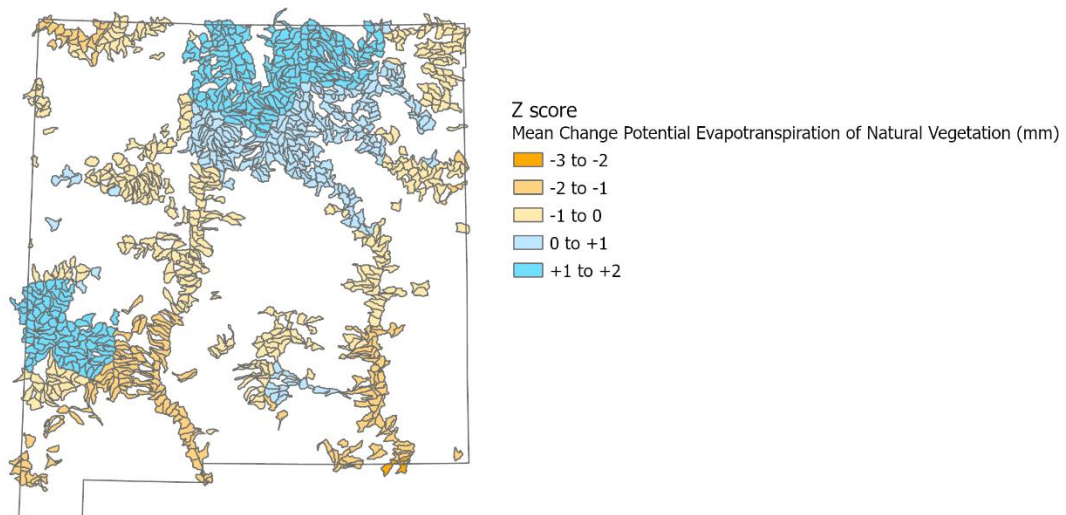 Z score
Mean Change Potential Evapotranspiration of Natural Vegetation (mm)
-3 to -2
-2 to -1
-1 to 0
0 to +1
+1 to +2